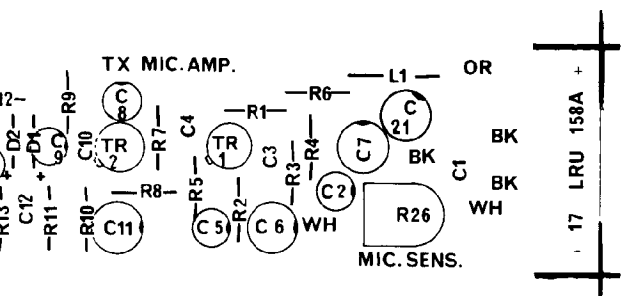 TX MIC. AMP.
L1
OR
R6
R9
C8
R1
C4
C21
D2
D1
C9
C10
TR2
R7
TR1
C3
R3
R4
C7
BK
BK
C1
R8
R5
C2
BK
WH
R13
C12
R11
R10
C11
C5
R2
C6
WH
R26
MIC. SENS.
- 17 LRU 158A +